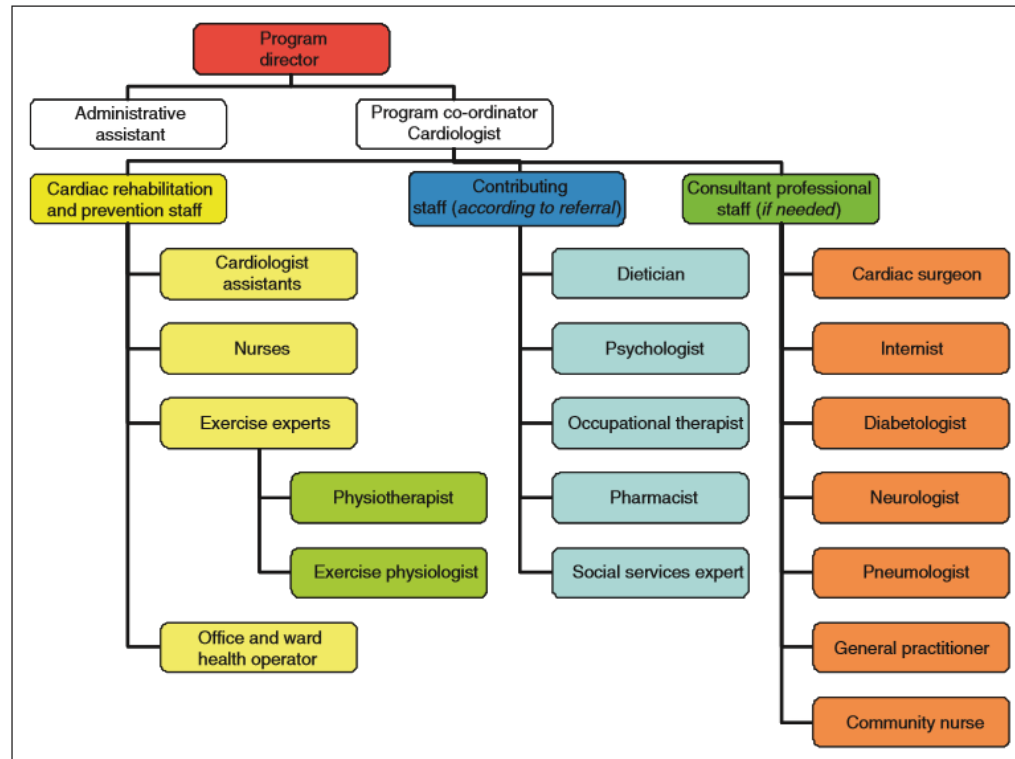 Program
director
Administrative
assistant
Program co-ordinator
Cardiologist
Cardiac rehabilitation
and prevention staff
Contributing
staff (according to referral)
Consultant professional
staff (if needed)
Cardiologist
assistants
Nurses
Exercise experts
Physiotherapist
Exercise physiologist
Office and ward
health operator
Dietician
Psychologist
Occupational therapist
Pharmacist
Social services expert
Cardiac surgeon
Internist
Diabetologist
Neurologist
Pneumologist
General practitioner
Community nurse